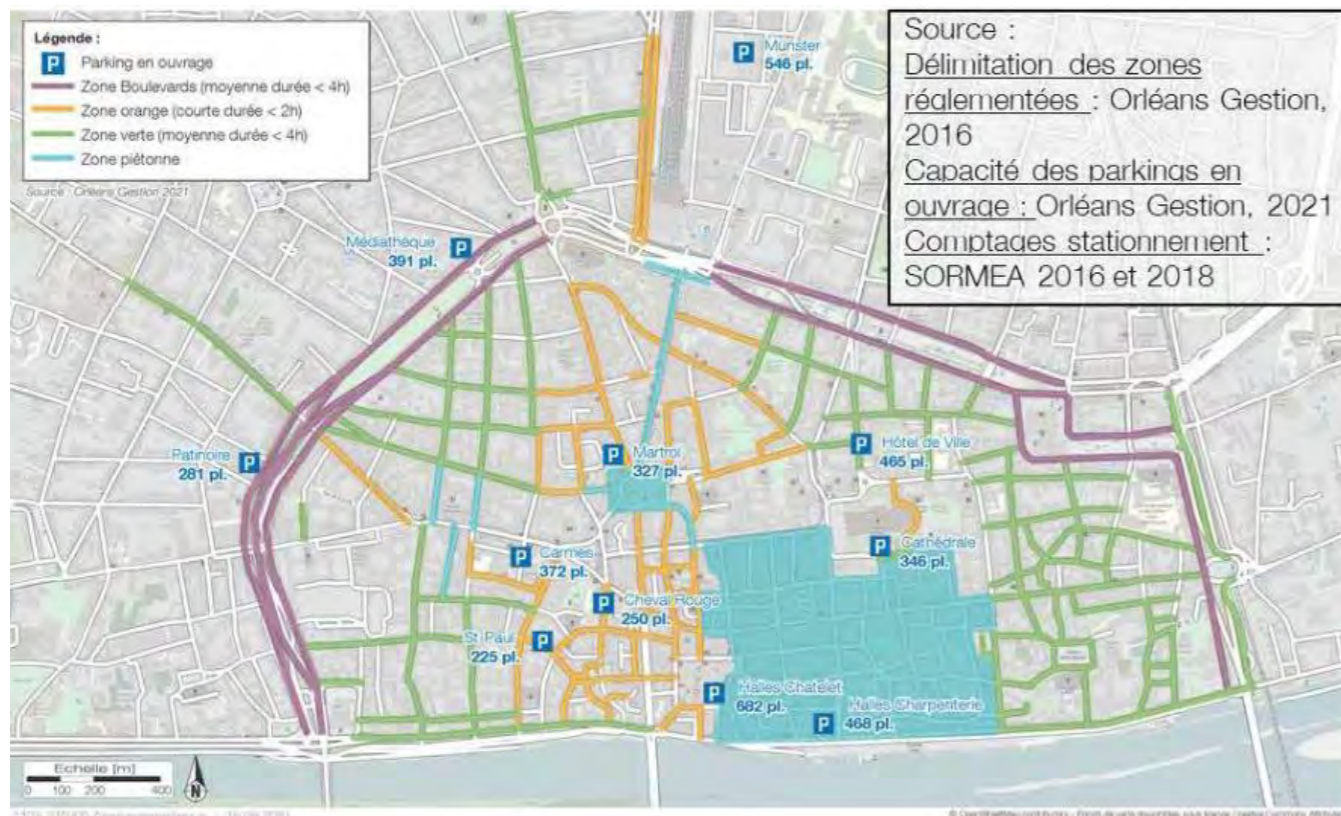 Légende :
P Parking en ouvrage
Zone Boulevards (moyenne durée < 4h)
Zone orange (courte durée < 2h)
Zone verte (moyenne durée < 4h)
Zone piétonne
Source : Orléans Gestion 2021
Source :
Délimitation des zones
réglementées : Orléans Gestion,
2016
Capacité des parkings en
ouvrage : Orléans Gestion, 2021
Comptages stationnement :
SORMEA 2016 et 2018
P Munster
546 pl.
Médiathèque P
391 pl.
Patinoire P
281 pl.
P Martroi
327 pl.
P Hôtel de Ville
465 pl.
P Carmes
372 pl.
P Cathédrale
346 pl.
P Cheval Rouge
250 pl.
St Paul P
225 pl.
P Halles Chatelet
682 pl.
P Halles Charpenterie
468 pl.
Echelle [m]
0 100 200 400
N